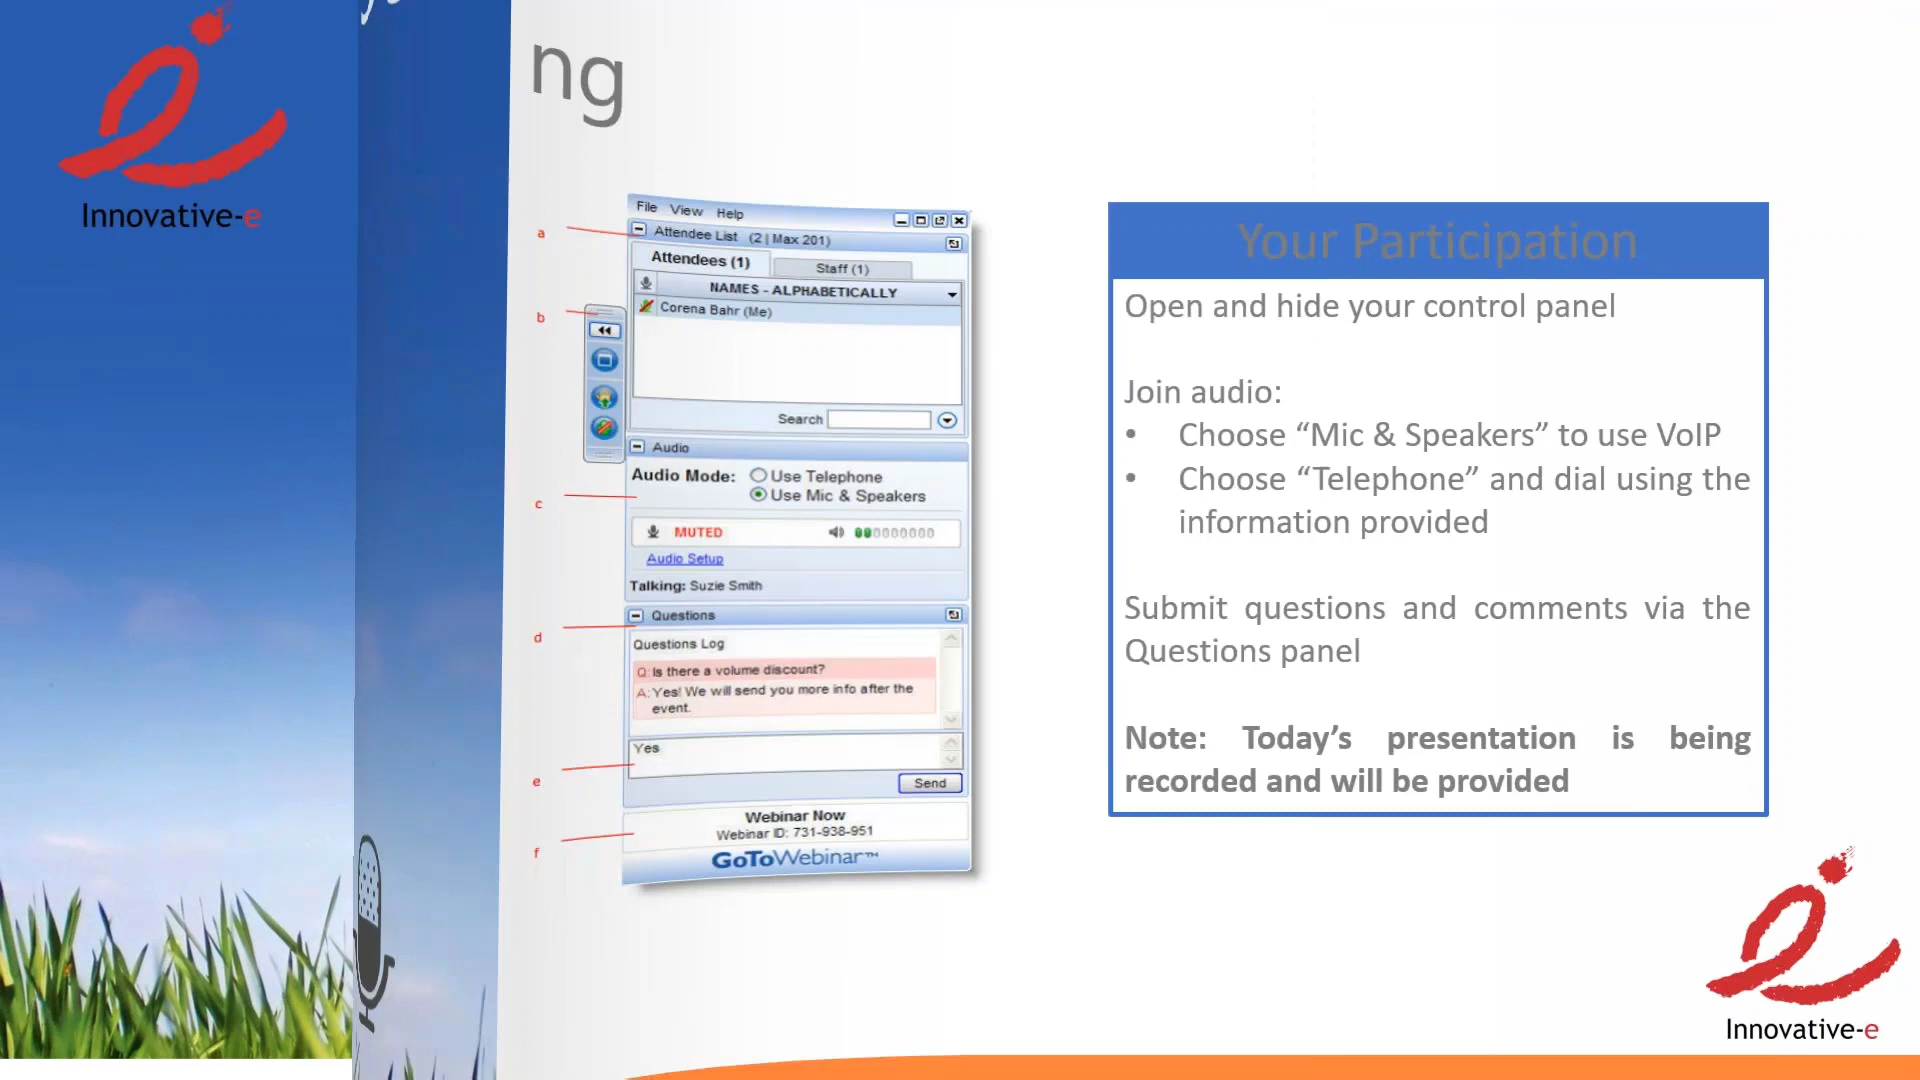 Innovative-e
ng
File View Help
a
Attendee List (2 | Max 201)
Attendees (1) Staff (1)
NAMES - ALPHABETICALLY
Corena Bahr (Me)
b
Search
Audio
Audio Mode: Use Telephone
Use Mic & Speakers
c
MUTED
Audio Setup
Talking: Suzie Smith
Questions
d
Questions Log
Q: Is there a volume discount?
A: Yes! We will send you more info after the
event.
Yes
e
Send
Webinar Now
Webinar ID: 731-938-951
f
GoToWebinar™
Your Participation
Open and hide your control panel
Join audio:
• Choose “Mic & Speakers” to use VoIP
• Choose “Telephone” and dial using the
information provided
Submit questions and comments via the
Questions panel
Note: Today’s presentation is being
recorded and will be provided
Innovative-e